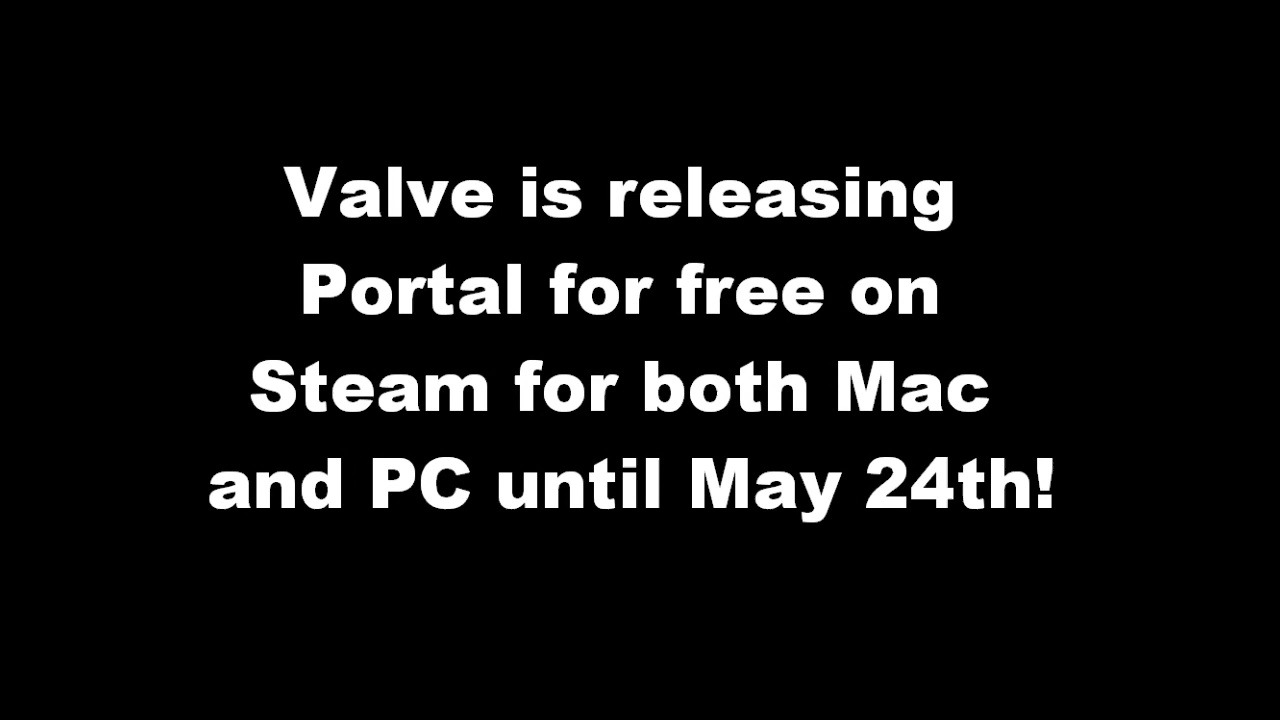 Valve is releasing
Portal for free on
Steam for both Mac
and PC until May 24th!